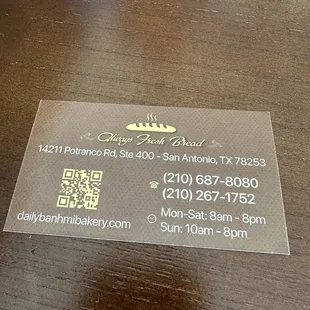 Always Fresh Bread
14211 Potranco Rd, Ste 400 - San Antonio, TX 78253
(210) 687-8080
(210) 267-1752
dailybanhmibakery.com
Mon-Sat: 8am - 8pm
Sun: 10am - 8pm